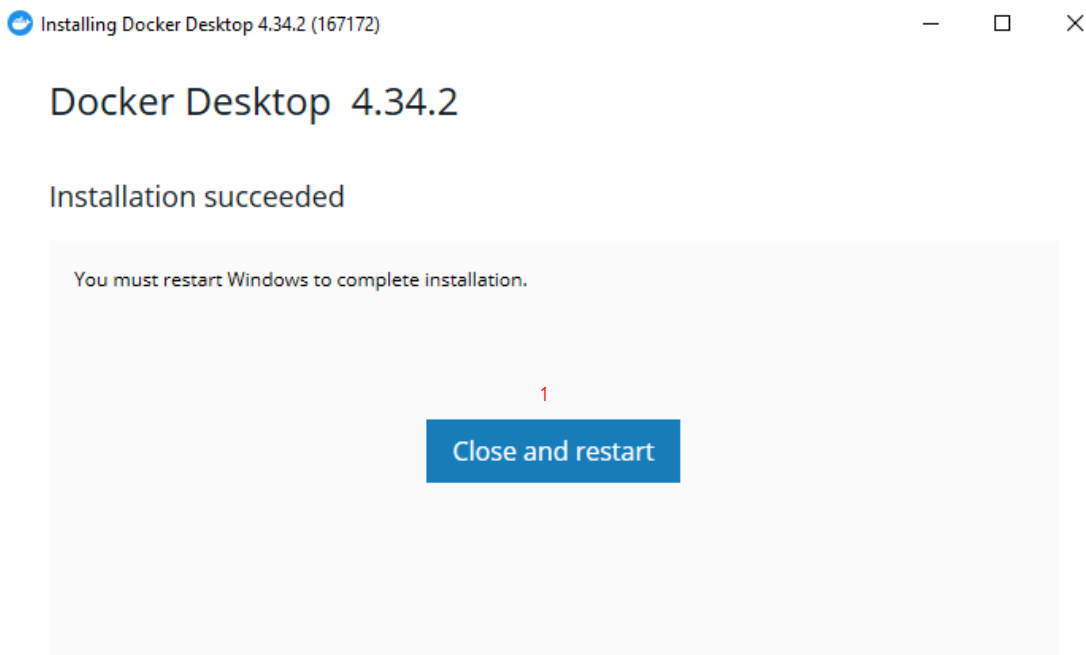 Installing Docker Desktop 4.34.2 (167172)
Docker Desktop 4.34.2
Installation succeeded
You must restart Windows to complete installation.
1
Close and restart